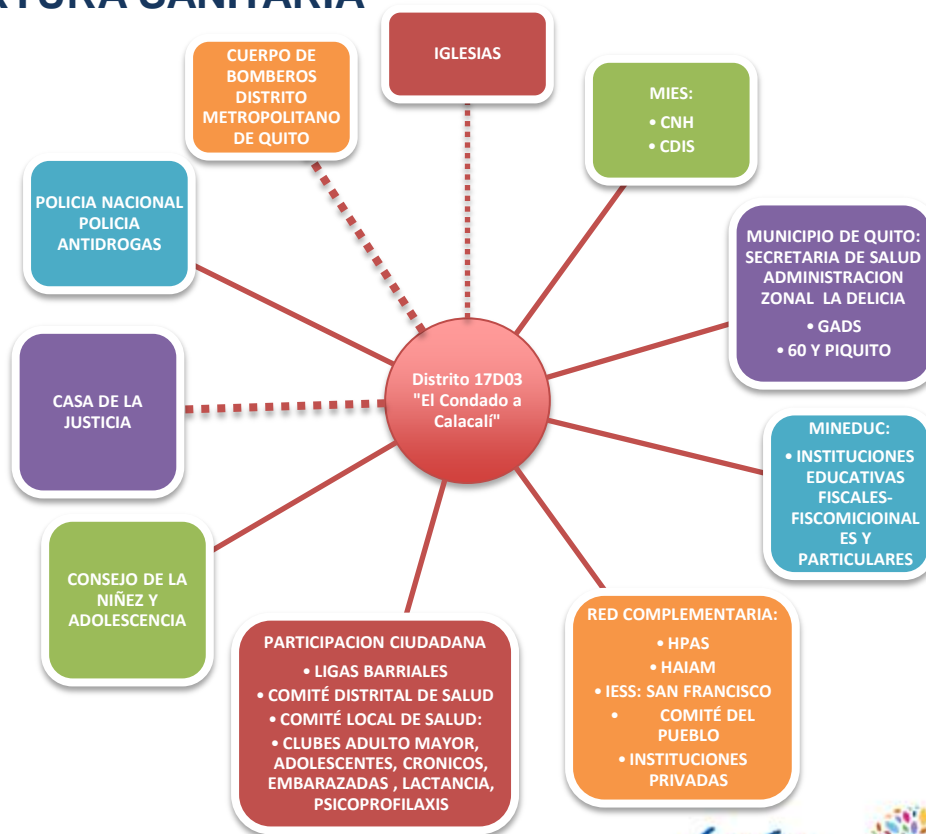 SANITARIA
CUERPO DE
BOMBEROS
DISTRITO
METROPOLITANO
DE QUITO
IGLESIAS
MIES:
• CNH
• CDIS
MUNICIPIO DE QUITO:
SECRETARIA DE SALUD
ADMINISTRACION
ZONAL LA DELICIA
• GADS
• 60 Y PIQUITO
MINEDUC:
• INSTITUCIONES
EDUCATIVAS
FISCALES-
FISCOMICIOINAL
ES Y
PARTICULARES
RED COMPLEMENTARIA:
• HPAS
• HAIAM
• IESS: SAN FRANCISCO
• COMITÉ DEL
PUEBLO
• INSTITUCIONES
PRIVADAS
PARTICIPACION CIUDADANA
• LIGAS BARRIALES
• COMITÉ DISTRITAL DE SALUD
• COMITÉ LOCAL DE SALUD:
• CLUBES ADULTO MAYOR,
ADOLESCENTES, CRONICOS,
EMBARAZADAS , LACTANCIA,
PSICOPROFILAXIS
CONSEJO DE LA
NIÑEZ Y
ADOLESCENCIA
CASA DE LA
JUSTICIA
POLICIA NACIONAL
POLICIA
ANTIDROGAS
Distrito 17D03
"El Condado a
Calacalí"